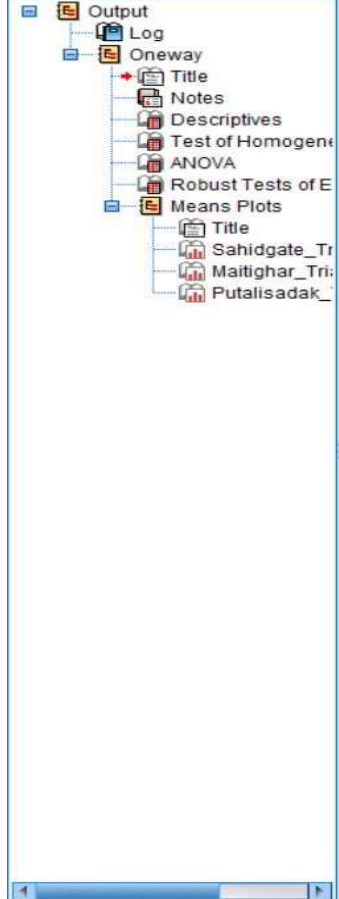 Output
Log
Oneway
Title
Notes
Descriptives
Test of Homogene
ANOVA
Robust Tests of E
Means Plots
Title
Sahidgate_Tr
Maitighar_Tri
Putalisadak_